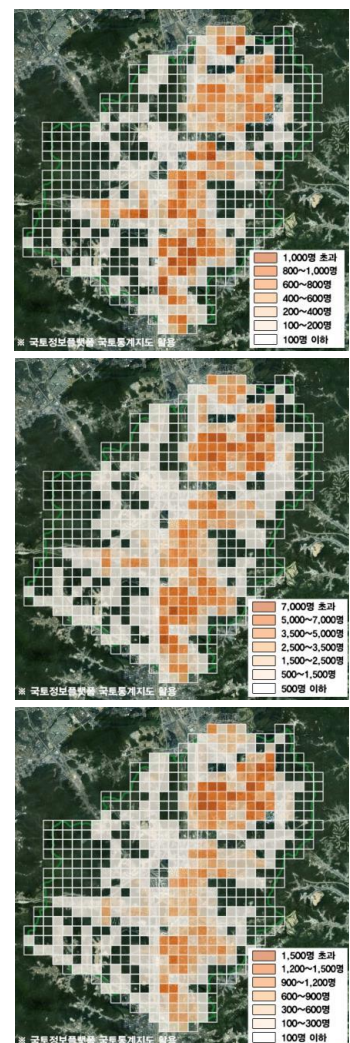 1,000명 초과
800~1,000명
600~800명
400~600명
200~400명
100~200명
100명 이하
※ 국토정보플랫폼 국토통계지도 활용
7,000명 초과
5,000~7,000명
3,500~5,000명
2,500~3,500명
1,500~2,500명
500~1,500명
500명 이하
※ 국토정보플랫폼 국토통계지도 활용
1,500명 초과
1,200~1,500명
900~1,200명
600~900명
300~600명
100~300명
100명 이하
※ 국토정보플랫폼 국토통계지도 활용